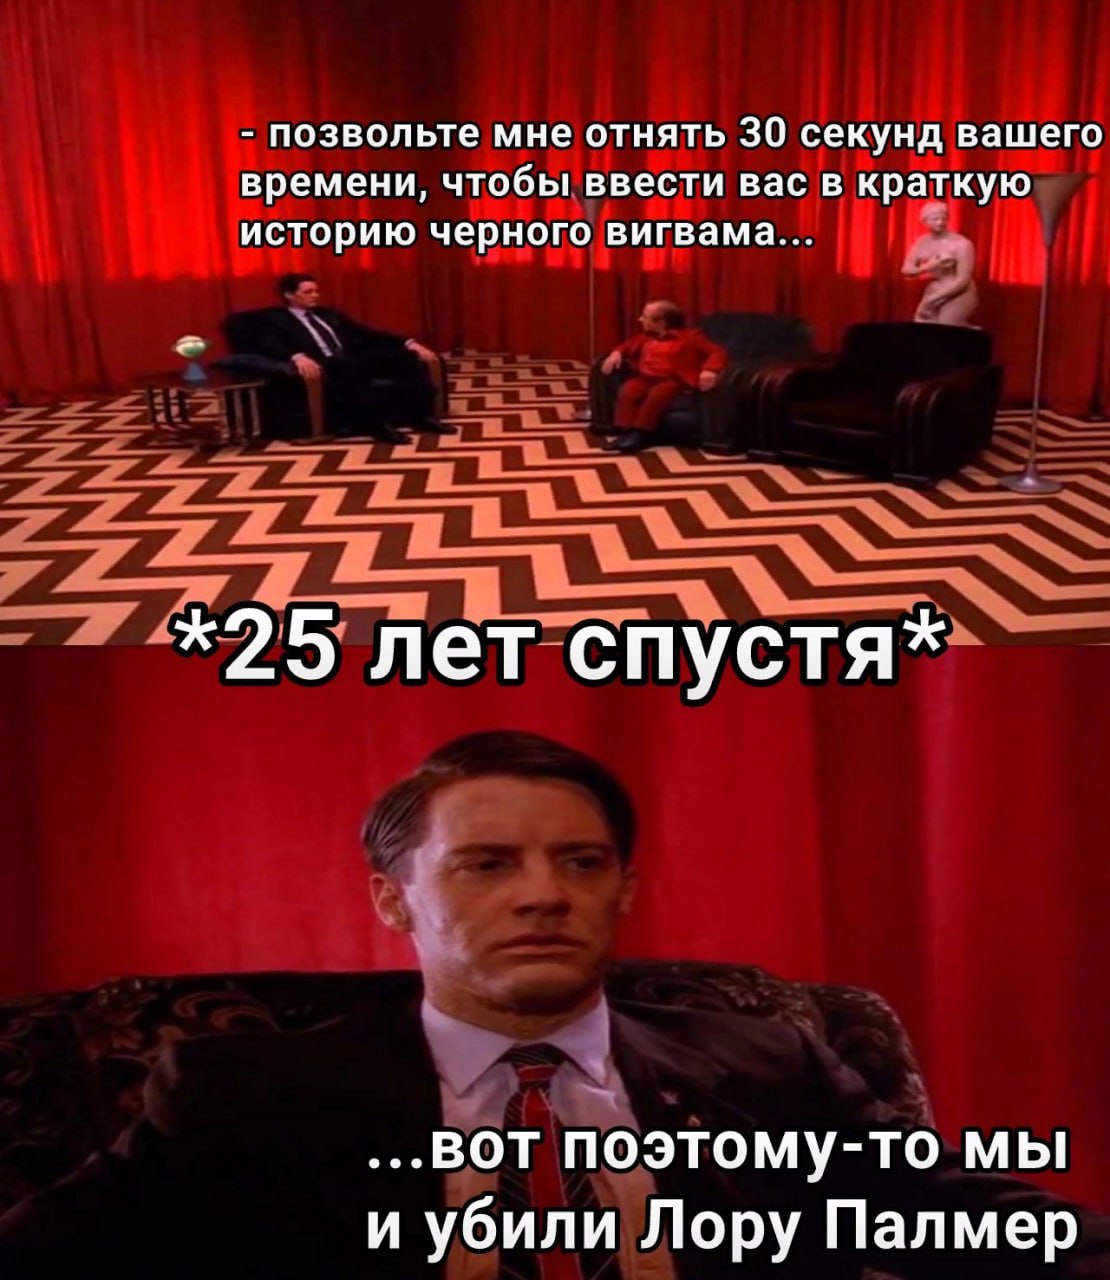 - позвольте мне отнять 30 секунд вашего
времени, чтобы ввести вас в краткую
историю черного вигвама...
*25 лет спустя*
...вот поэтому-то мы
и убили Лору Палмер